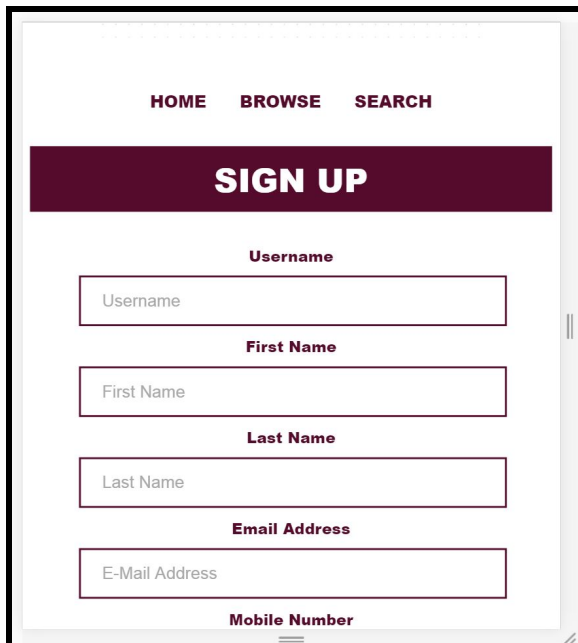 HOME BROWSE SEARCH
SIGN UP
Username
Username
First Name
First Name
Last Name
Last Name
Email Address
E-Mail Address
Mobile Number